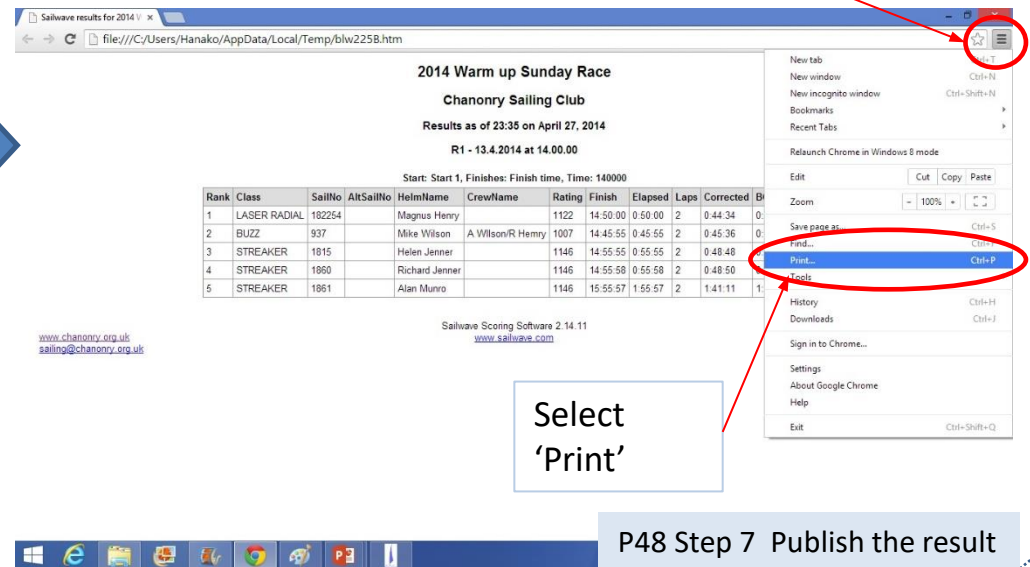 Sailwave results for 2014 V ×
file:///C:/Users/Hanako/AppData/Local/Temp/blw225B.htm
2014 Warm up Sunday Race
Chanonry Sailing Club
Results as of 23:35 on April 27, 2014
R1 - 13.4.2014 at 14.00.00
Start: Start 1, Finishes: Finish time, Time: 140000
Rank Class SailNo AltSailNo HelmName CrewName Rating Finish Elapsed Laps Corrected
1 LASER RADIAL 182254 Magnus Henry 1122 14:50:00 0:50:00 2 0:44:34 0:
2 BUZZ 937 Mike Wilson A WIlson/R Hemry 1007 14:45:55 0:45:55 2 0:45:36 0:
3 STREAKER 1815 Helen Jenner 1146 14:55:55 0:55:55 2 0:48:48
4 STREAKER 1860 Richard Jenner 1146 14:55:58 0:55:58 2 0:48:50
5 STREAKER 1861 Alan Munro 1146 15:55:57 1:55:57 2 1:41:11 1:
Sailwave Scoring Software 2.14.11
www.sailwave.com
www.chanonry.org.uk
sailing@chanonry.org.uk
New tab Ctrl+T
New window Ctrl+N
New incognito window Ctrl+Shift+N
Bookmarks
Recent Tabs
Relaunch Chrome in Windows 8 mode
Edit Cut Copy Paste
Zoom - 100% +
Save page as... Ctrl+S
Find... Ctrl+F
Print... Ctrl+P
Tools
History Ctrl+H
Downloads Ctrl+J
Sign in to Chrome...
Settings
About Google Chrome
Help
Exit Ctrl+Shift+Q
Select
‘Print’
P48 Step 7 Publish the result